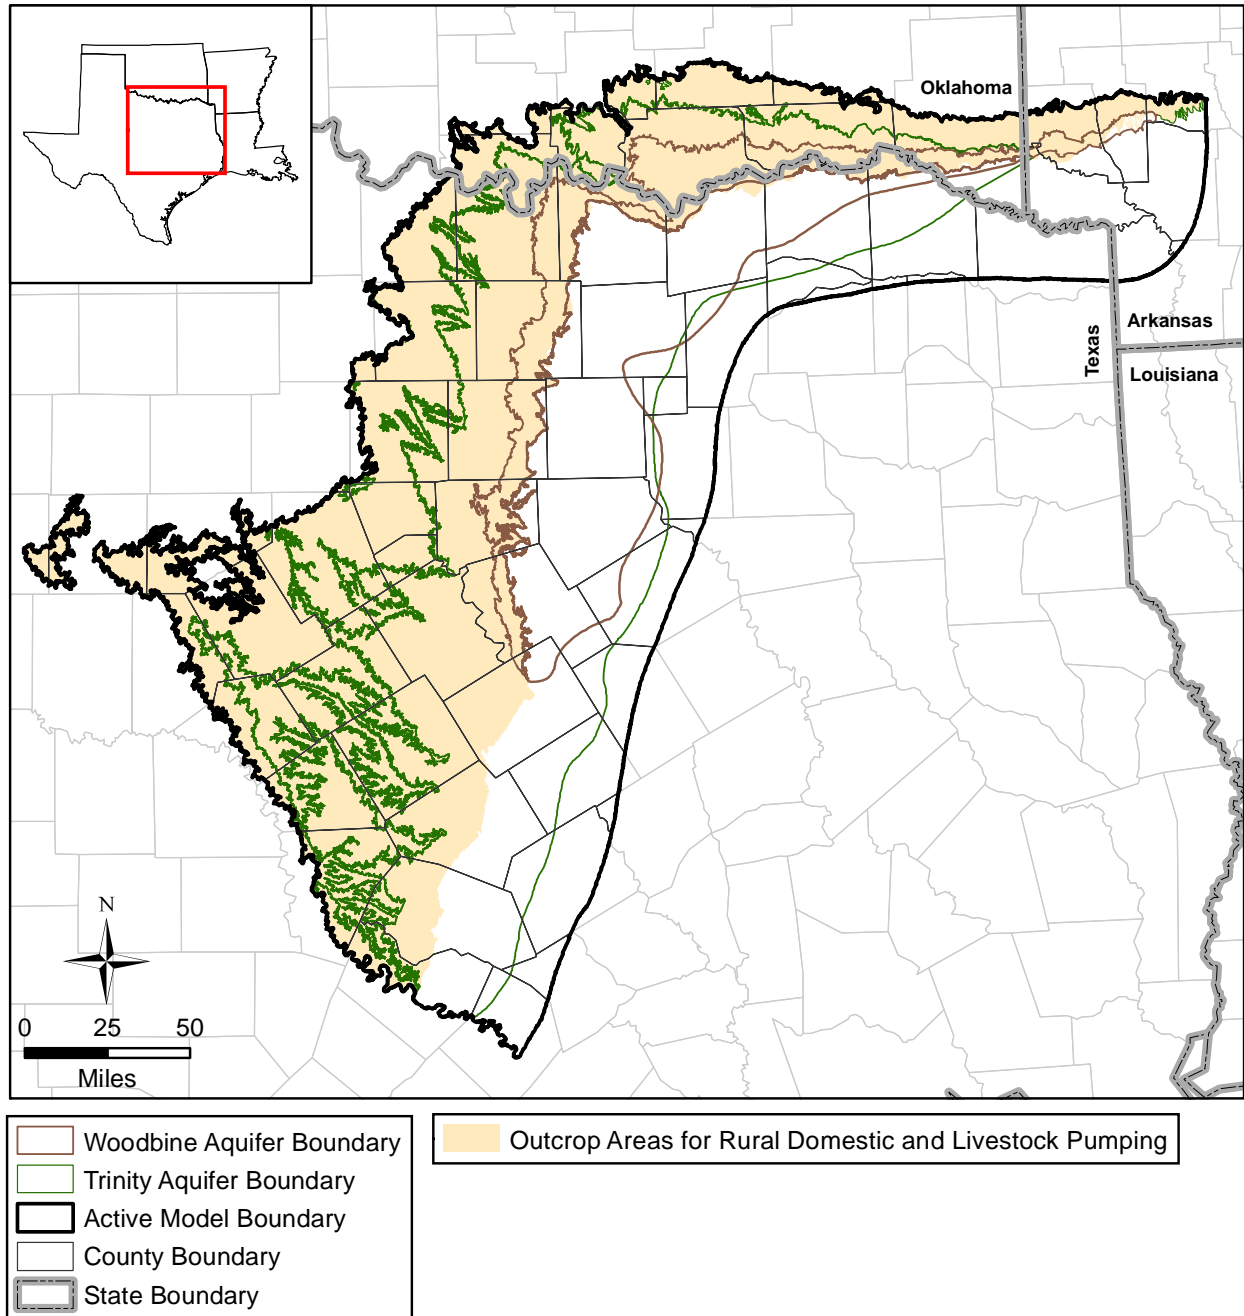 Oklahoma
Texas
Arkansas
Louisiana
N
0 25 50
Miles
Woodbine Aquifer Boundary
Trinity Aquifer Boundary
Active Model Boundary
County Boundary
State Boundary
Outcrop Areas for Rural Domestic and Livestock Pumping